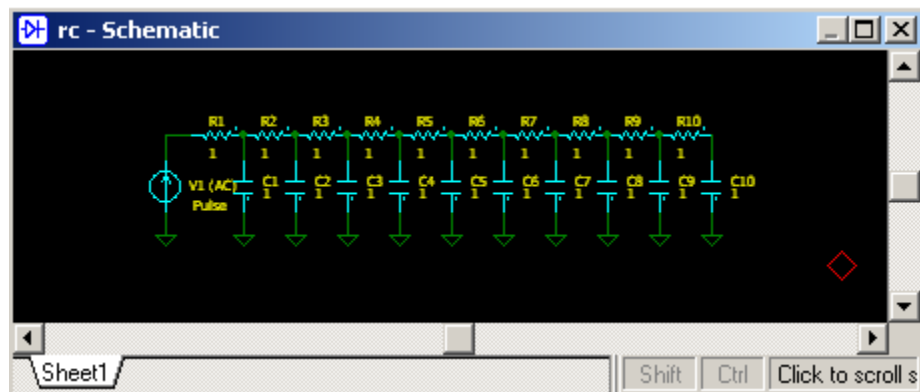 rc - Schematic
R1 R2 R3 R4 R5 R6 R7 R8 R9 R10
1 1 1 1 1 1 1 1 1 1
V1 (AC) C1 C2 C3 C4 C5 C6 C7 C8 C9 C10
Pulse 1 1 1 1 1 1 1 1 1 1
Sheet1 Shift Ctrl Click to scroll s